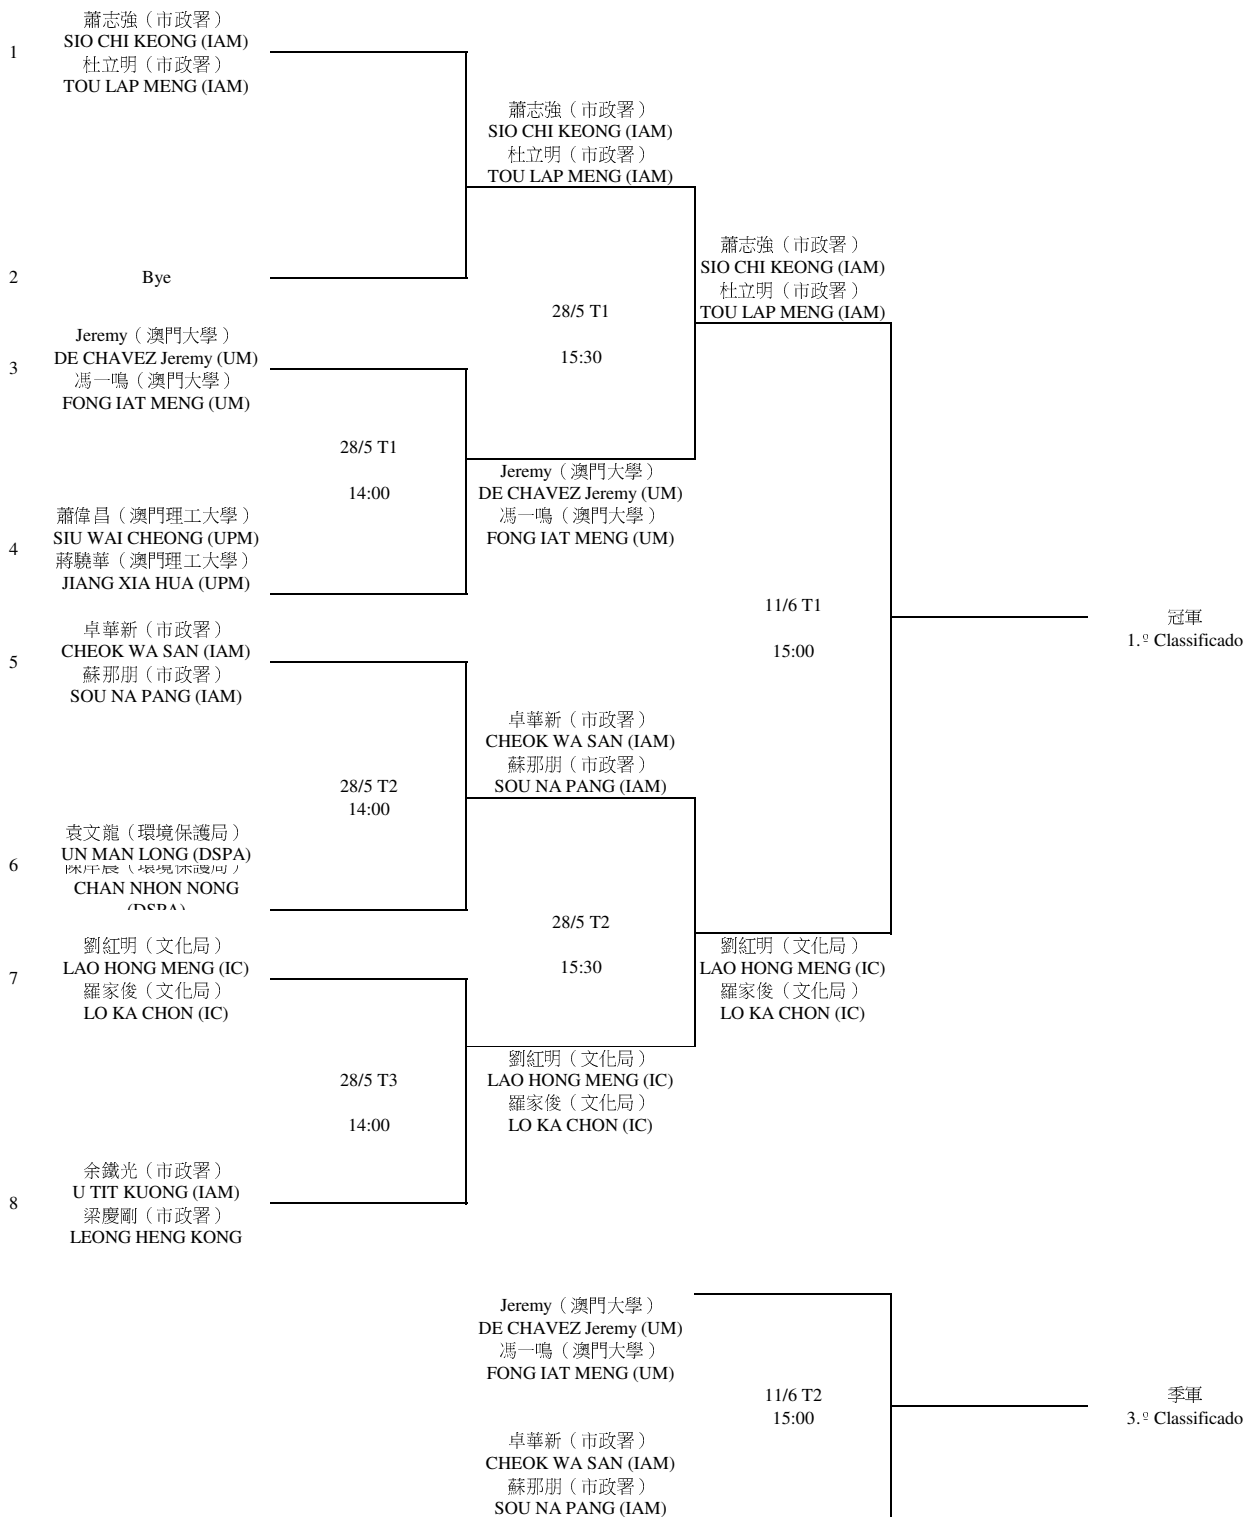 蕭志強（市政署）
SIO CHI KEONG (IAM)
1
杜立明（市政署）
TOU LAP MENG (IAM)
蕭志強（市政署）
SIO CHI KEONG (IAM)
杜立明（市政署）
TOU LAP MENG (IAM)
蕭志強（市政署）
SIO CHI KEONG (IAM)
杜立明（市政署）
TOU LAP MENG (IAM)
2
Bye
28/5 T1
15:30
Jeremy（澳門大學）
DE CHAVEZ Jeremy (UM)
3
馮一鳴（澳門大學）
FONG IAT MENG (UM)
28/5 T1
14:00
Jeremy（澳門大學）
DE CHAVEZ Jeremy (UM)
馮一鳴（澳門大學）
FONG IAT MENG (UM)
蕭偉昌（澳門理工大學）
SIU WAI CHEONG (UPM)
4
蔣驍華（澳門理工大學）
JIANG XIA HUA (UPM)
11/6 T1
15:00
冠軍
1.º Classificado
卓華新（市政署）
CHEOK WA SAN (IAM)
5
蘇那朋（市政署）
SOU NA PANG (IAM)
卓華新（市政署）
CHEOK WA SAN (IAM)
蘇那朋（市政署）
SOU NA PANG (IAM)
28/5 T2
14:00
袁文龍（環境保護局）
UN MAN LONG (DSPA)
6
（環境保護局）
CHAN NHON NONG
(DSPA)
28/5 T2
15:30
劉紅明（文化局）
LAO HONG MENG (IC)
7
羅家俊（文化局）
LO KA CHON (IC)
劉紅明（文化局）
LAO HONG MENG (IC)
羅家俊（文化局）
LO KA CHON (IC)
28/5 T3
14:00
劉紅明（文化局）
LAO HONG MENG (IC)
羅家俊（文化局）
LO KA CHON (IC)
余鐵光（市政署）
U TIT KUONG (IAM)
8
梁慶剛（市政署）
LEONG HENG KONG
Jeremy（澳門大學）
DE CHAVEZ Jeremy (UM)
馮一鳴（澳門大學）
FONG IAT MENG (UM)
11/6 T2
15:00
季軍
3.º Classificado
卓華新（市政署）
CHEOK WA SAN (IAM)
蘇那朋（市政署）
SOU NA PANG (IAM)